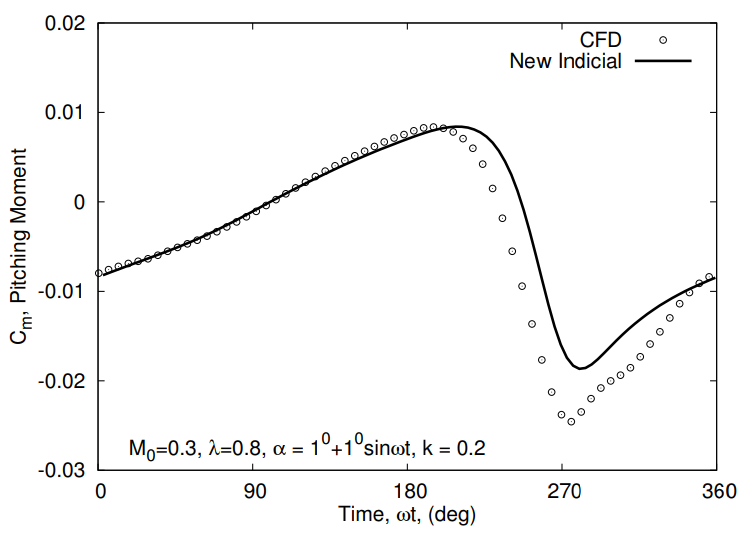 0.02
0.01
0
-0.01
-0.02
-0.03
C_m, Pitching Moment
CFD
New Indicial
M_0=0.3, λ=0.8, α = 1^0+1^0sinωt, k = 0.2
0 90 180 270 360
Time, ωt, (deg)